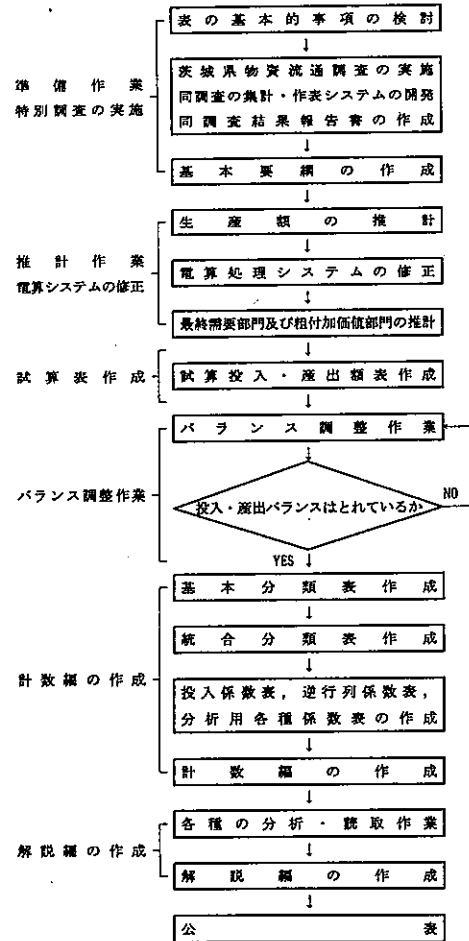 表の基本的事項の検討
↓
準備作業
特別調査の実施
茨城県物資流通調査の実施
同調査の集計・作表システムの開発
同調査結果報告書の作成
↓
基本要綱の作成
↓
生産額の推計
↓
推計作業
電算システムの修正
電算処理システムの修正
↓
最終需要部門及び粗付加価値部門の推計
↓
試算表作成
試算投入・産出額表作成
↓
バランス調整作業
↓
バランス調整作業
投入・産出バランスはとれているか
NO
YES ↓
基本分類表作成
↓
統合分類表作成
↓
計数編の作成
投入係数表,逆行列係数表,
分析用各種係数表の作成
↓
計数編の作成
↓
各種の分析・読取作業
↓
解説編の作成
解説編の作成
↓
公表